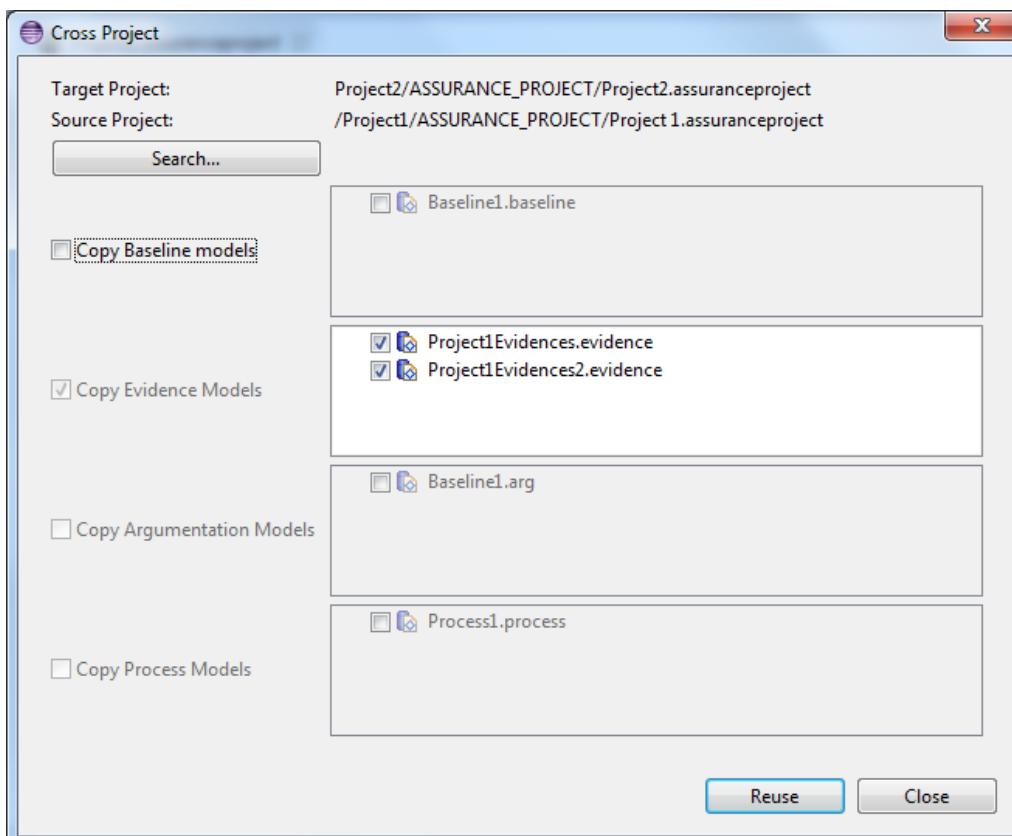 Cross Project
Target Project: Project2/ASSURANCE_PROJECT/Project2.assuranceproject
Source Project: /Project1/ASSURANCE_PROJECT/Project 1.assuranceproject
Search...
Baseline1.baseline
Copy Baseline models
Project1Evidences.evidence
Project1Evidences2.evidence
Copy Evidence Models
Baseline1.arg
Copy Argumentation Models
Process1.process
Copy Process Models
Reuse Close